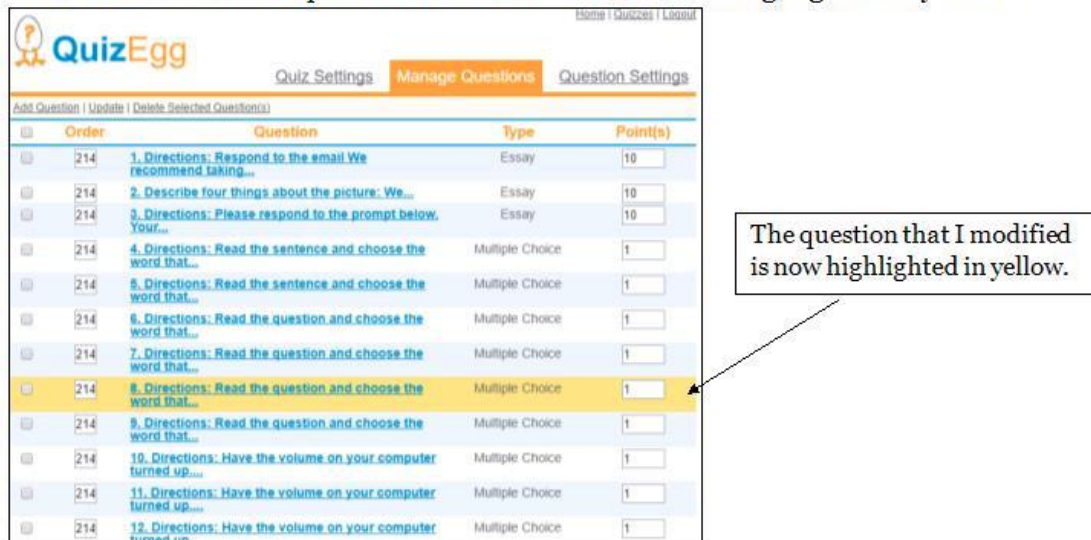 Home | Quizzes | Logout
QuizEgg
Quiz Settings Manage Questions Question Settings
Add Question | Update | Delete Selected Question(s)
Order Question Type Point(s)
214 1. Directions: Respond to the email We Essay 10
recommend taking...
214 2. Describe four things about the picture: We... Essay 10
214 3. Directions: Please respond to the prompt below. Essay 10
Your...
214 4. Directions: Read the sentence and choose the Multiple Choice 1
word that...
214 5. Directions: Read the sentence and choose the Multiple Choice 1
word that...
214 6. Directions: Read the question and choose the Multiple Choice 1
word that...
214 7. Directions: Read the question and choose the Multiple Choice 1
word that...
214 8. Directions: Read the question and choose the Multiple Choice 1
word that...
214 9. Directions: Read the question and choose the Multiple Choice 1
word that...
214 10. Directions: Have the volume on your computer Multiple Choice 1
turned up....
214 11. Directions: Have the volume on your computer Multiple Choice 1
turned up....
214 12. Directions: Have the volume on your computer Multiple Choice 1
The question that I modified
is now highlighted in yellow.